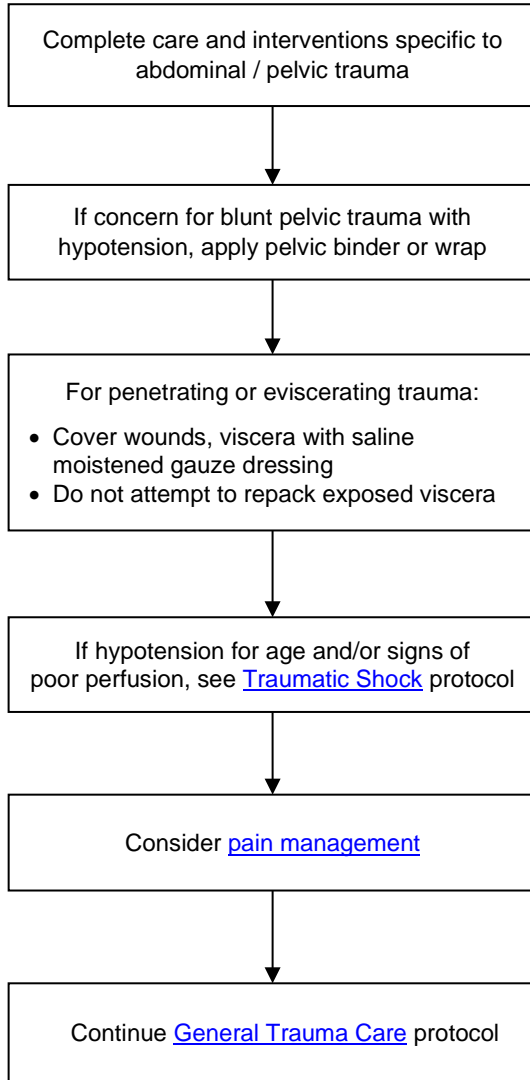 Complete care and interventions specific to
abdominal / pelvic trauma
If concern for blunt pelvic trauma with
hypotension, apply pelvic binder or wrap
For penetrating or eviscerating trauma:
• Cover wounds, viscera with saline
moistened gauze dressing
• Do not attempt to repack exposed viscera
If hypotension for age and/or signs of
poor perfusion, see Traumatic Shock protocol
Consider pain management
Continue General Trauma Care protocol